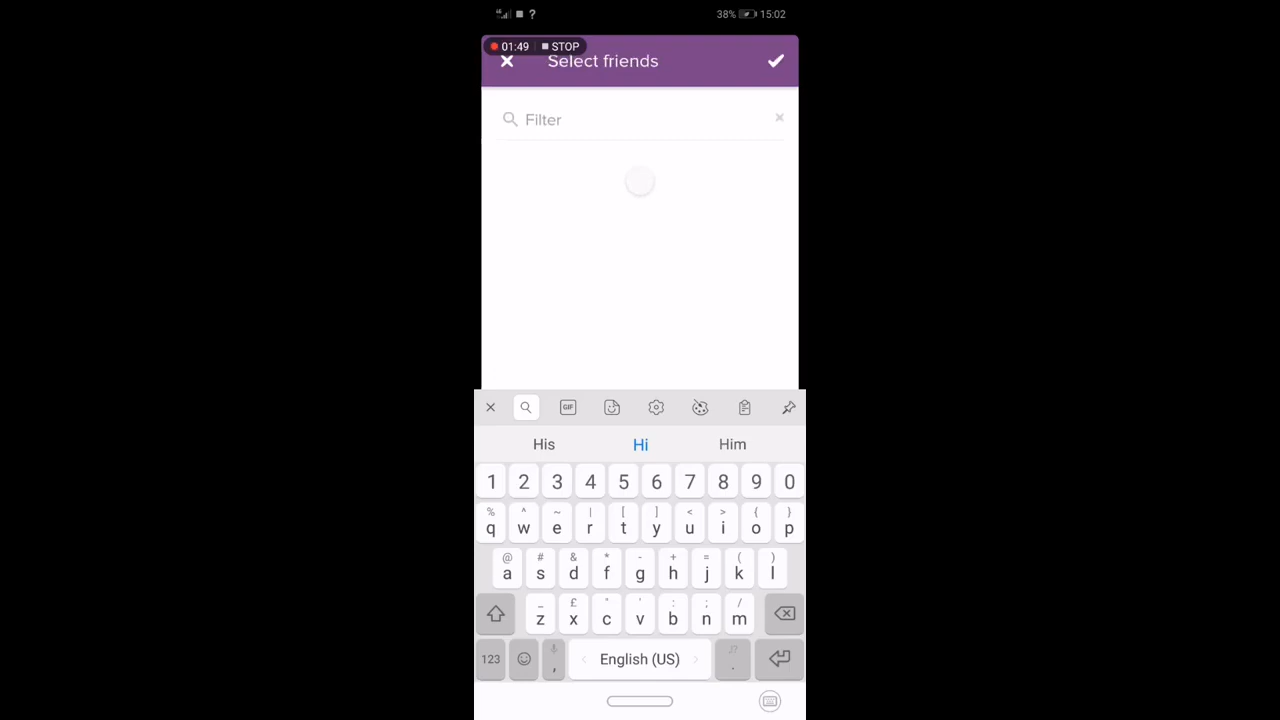 ? 38% 15:02
01:49 STOP
Select friends
Filter
GIF
His Hi Him
1 2 3 4 5 6 7 8 9 0
% ^ ~ | [ ] < > { }
q w e r t y u i o p
@ # & * - + = ( )
a s d f g h j k l
_ £ " ' : ; /
z x c v b n m
123 , English (US) .